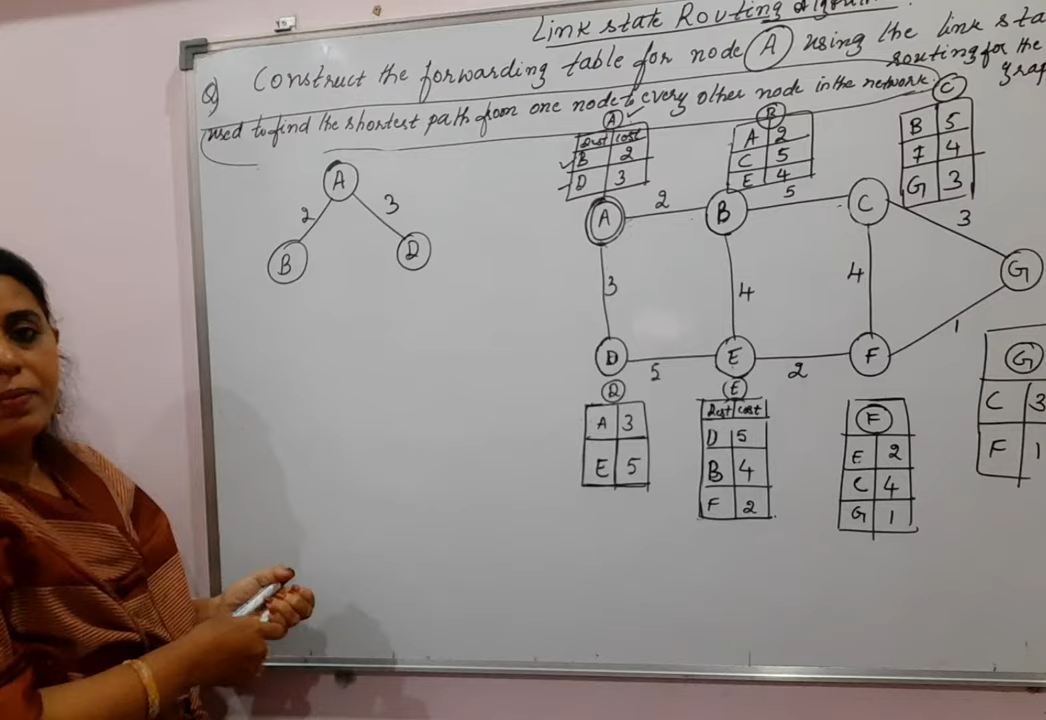 Link state Routing Algorith
Q) Construct the forwarding table for node A using the link sta
routing for the grap
used to find the shortest path from one node to every other node in the network.
A
Dest cost
B 2
D 3
B
A 2
C 5
E 4
C
B 5
F 4
G 3
A
2
3
B
D
A
2
B
5
C
3
G
3
4
4
1
D
5
E
2
F
D
A 3
E 5
E
Dest cost
D 5
B 4
F 2
F
E 2
C 4
G 1
G
C 3
F 1